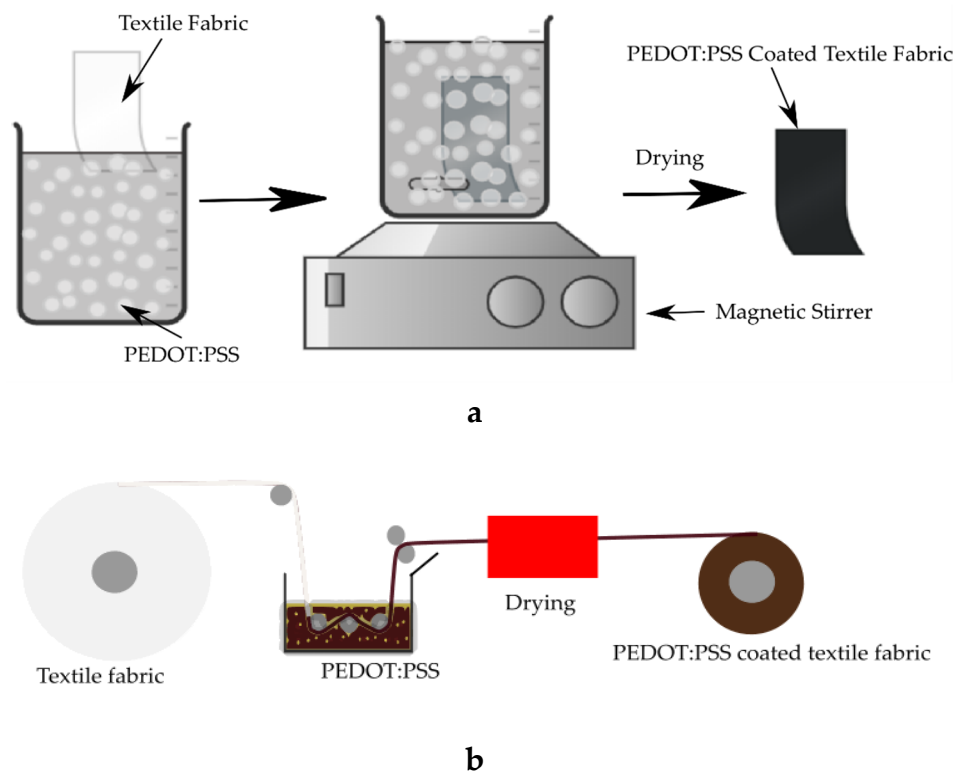 Textile Fabric
PEDOT:PSS Coated Textile Fabric
Drying
Magnetic Stirrer
PEDOT:PSS
a
Drying
Textile fabric
PEDOT:PSS
PEDOT:PSS coated textile fabric
b